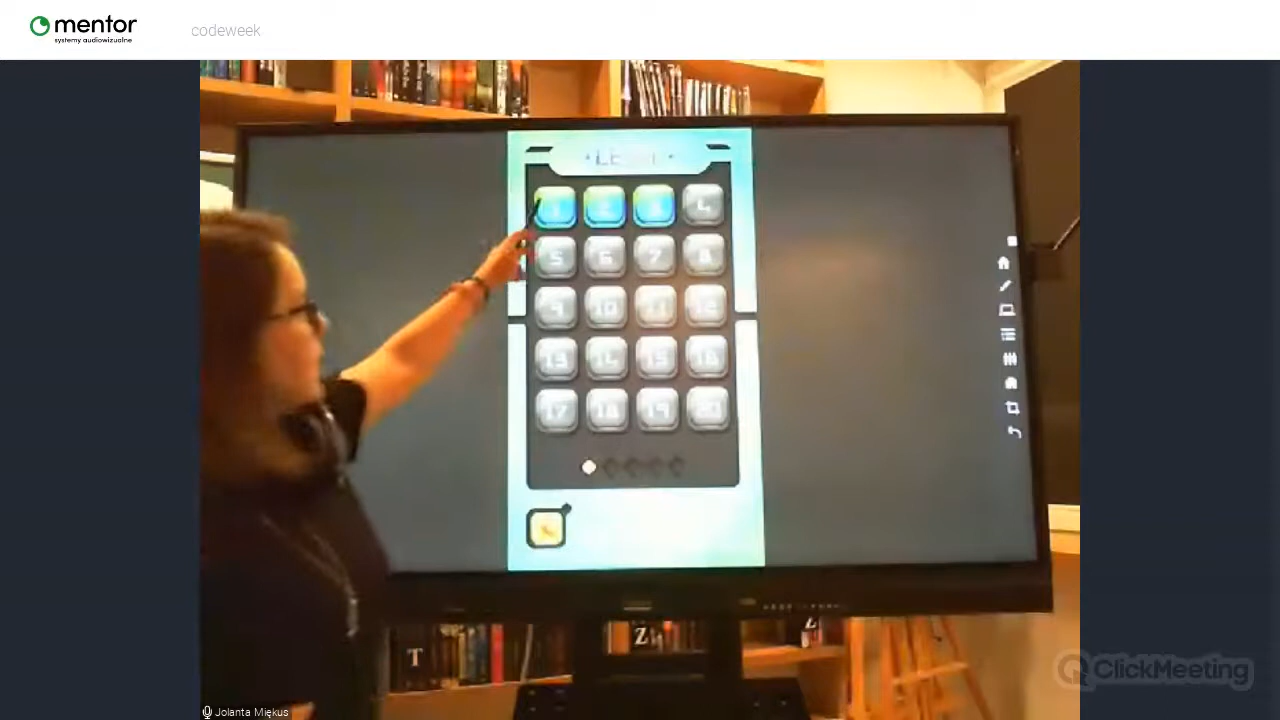 mentor
systemy audiowizualne
codeweek
1 2 3 4
5 6 7 8
9 10 11 12
13 14 15 16
17 18 19 20
T
Z
Z
ClickMeeting
Jolanta Miękus